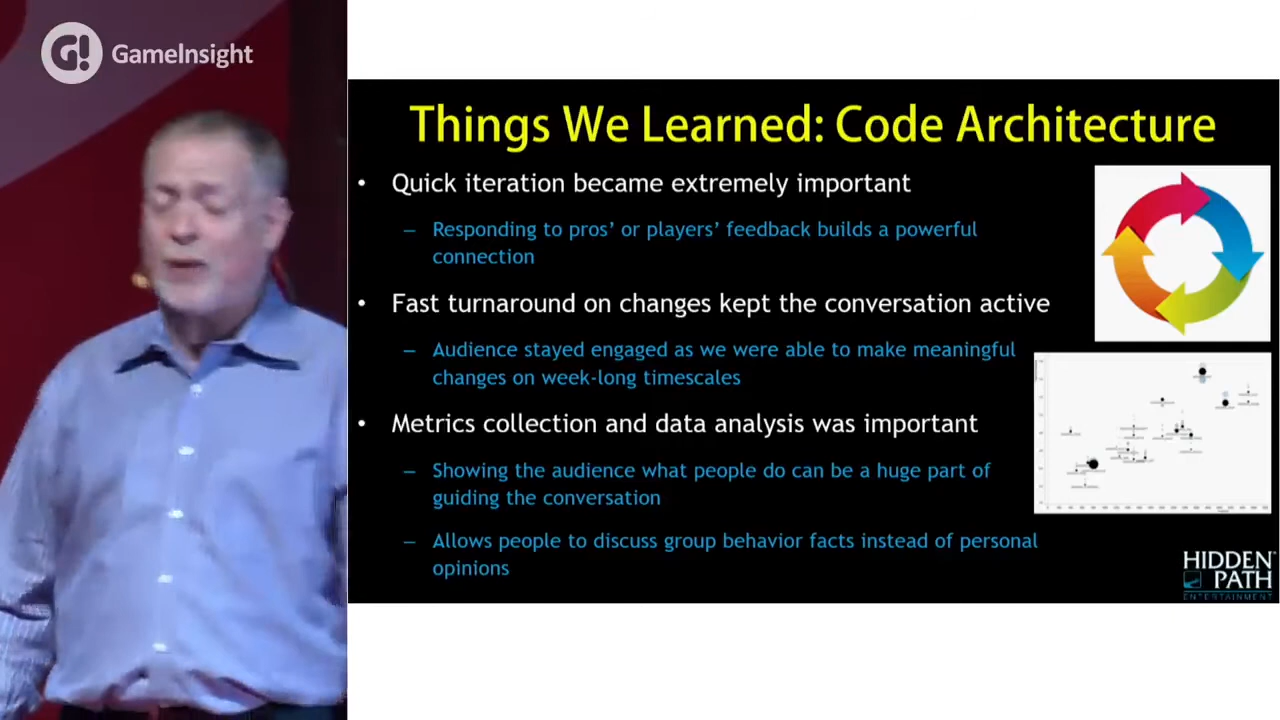 G! GameInsight
Things We Learned: Code Architecture
• Quick iteration became extremely important
– Responding to pros' or players' feedback builds a powerful
connection
• Fast turnaround on changes kept the conversation active
– Audience stayed engaged as we were able to make meaningful
changes on week-long timescales
• Metrics collection and data analysis was important
– Showing the audience what people do can be a huge part of
guiding the conversation
– Allows people to discuss group behavior facts instead of personal
opinions
HIDDEN
PATH
ENTERTAINMENT